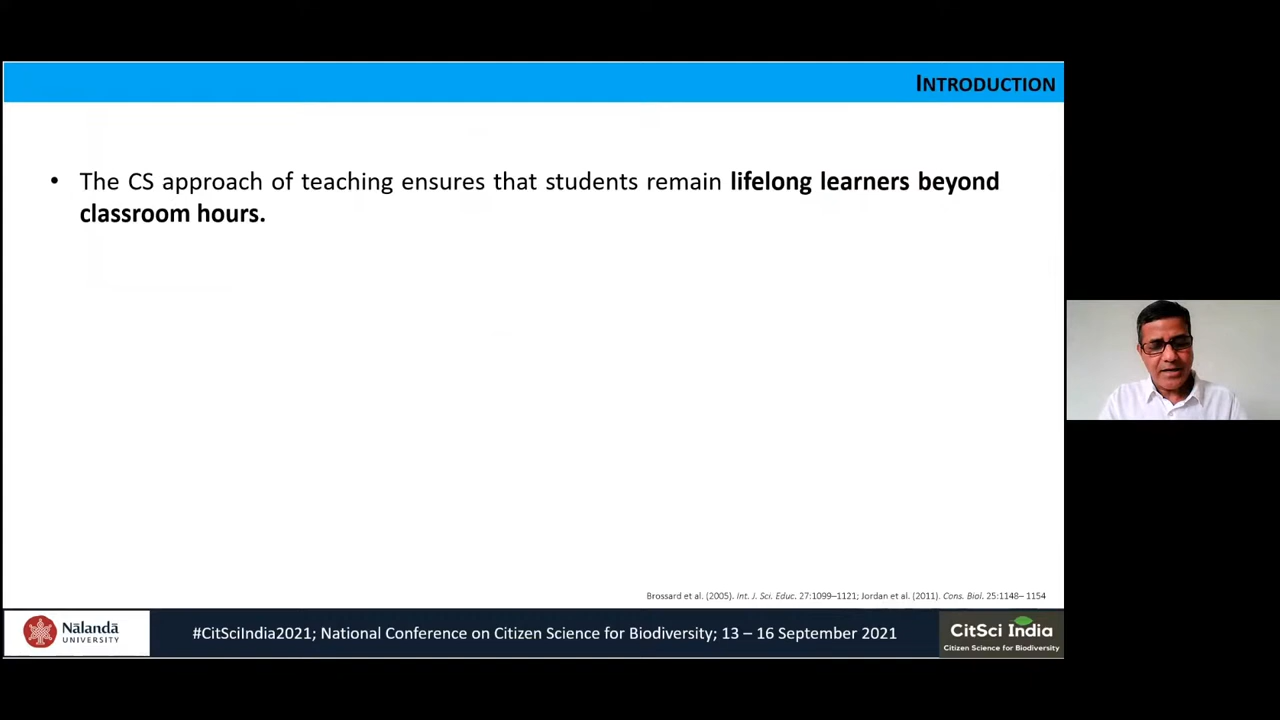 INTRODUCTION
• The CS approach of teaching ensures that students remain lifelong learners beyond
classroom hours.
Brossard et al. (2005). Int. J. Sci. Educ. 27:1099–1121; Jordan et al. (2011). Cons. Biol. 25:1148– 1154
Nālandā
UNIVERSITY
#CitSciIndia2021; National Conference on Citizen Science for Biodiversity; 13 – 16 September 2021
CitSci India
Citizen Science for Biodiversity